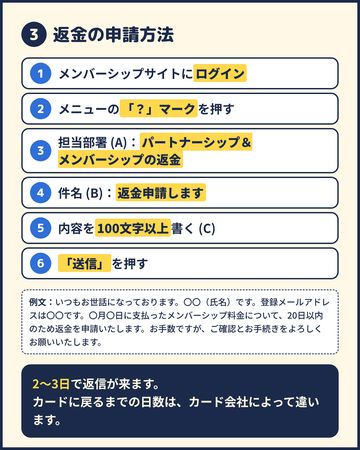 3 返金の申請方法
1 メンバーシップサイトにログイン
2 メニューの「？」マークを押す
3 担当部署 (A)：パートナーシップ＆
メンバーシップの返金
4 件名 (B)：返金申請します
5 内容を100文字以上書く (C)
6 「送信」を押す
例文：いつもお世話になっております。〇〇（氏名）です。登録メールアドレ
スは〇〇です。〇月〇日に支払ったメンバーシップ料金について、20日以内
のため返金を申請いたします。お手数ですが、ご確認とお手続きをよろしく
お願いいたします。
2〜3日で返信が来ます。
カードに戻るまでの日数は、カード会社によって違い
ます。